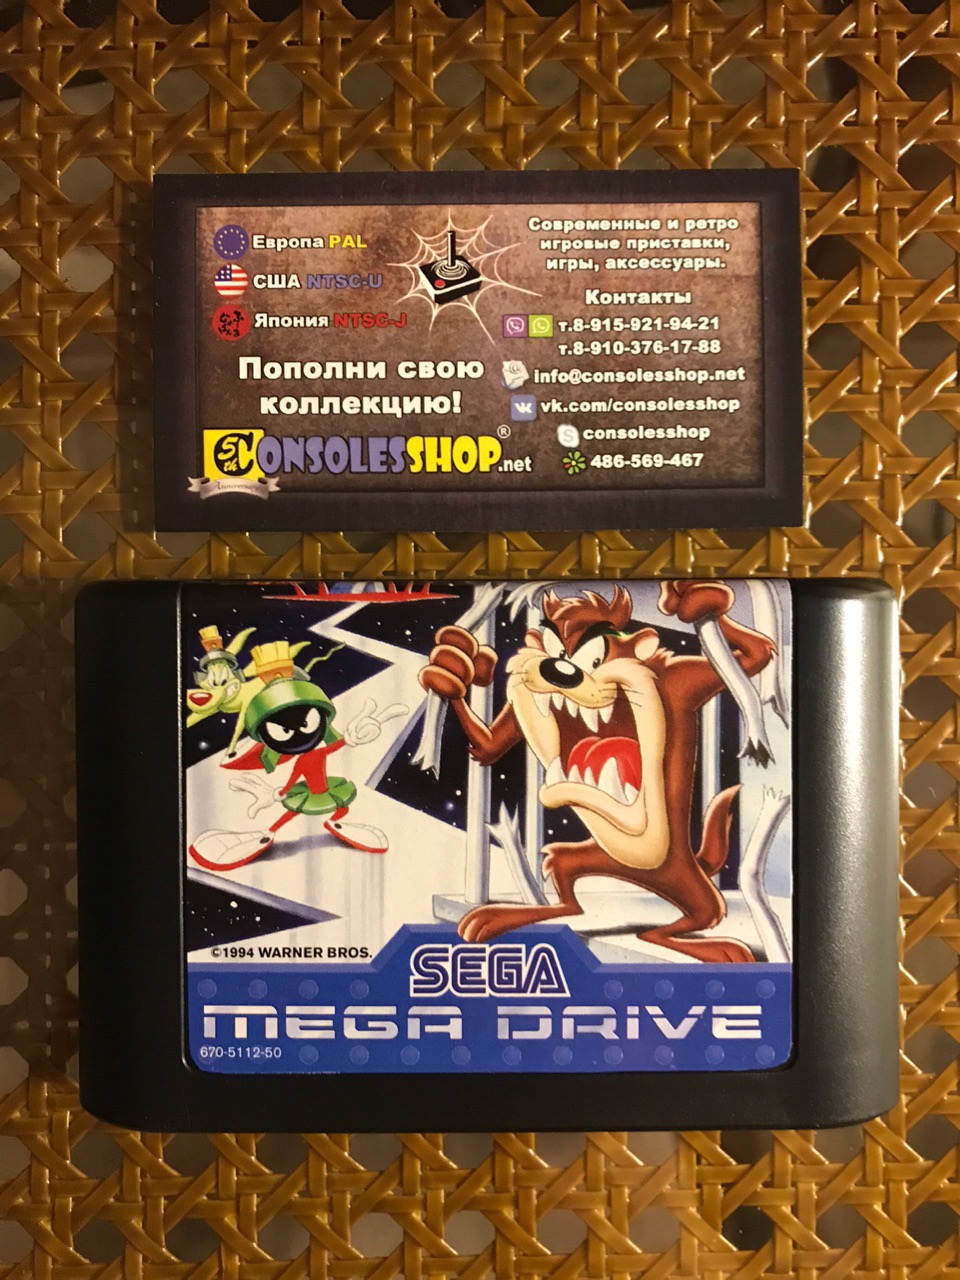 Европа PAL
США NTSC-U
Япония NTSC-J
Пополни свою
коллекцию!
5th
Anniversary
CONSOLESSHOP.net
®
Современные и ретро
игровые приставки,
игры, аксессуары.
Контакты
т.8-915-921-94-21
т.8-910-376-17-88
info@consolesshop.net
vk.com/consolesshop
consolesshop
486-569-467
©1994 WARNER BROS.
SEGA
MEGA DRIVE
670-5112-50